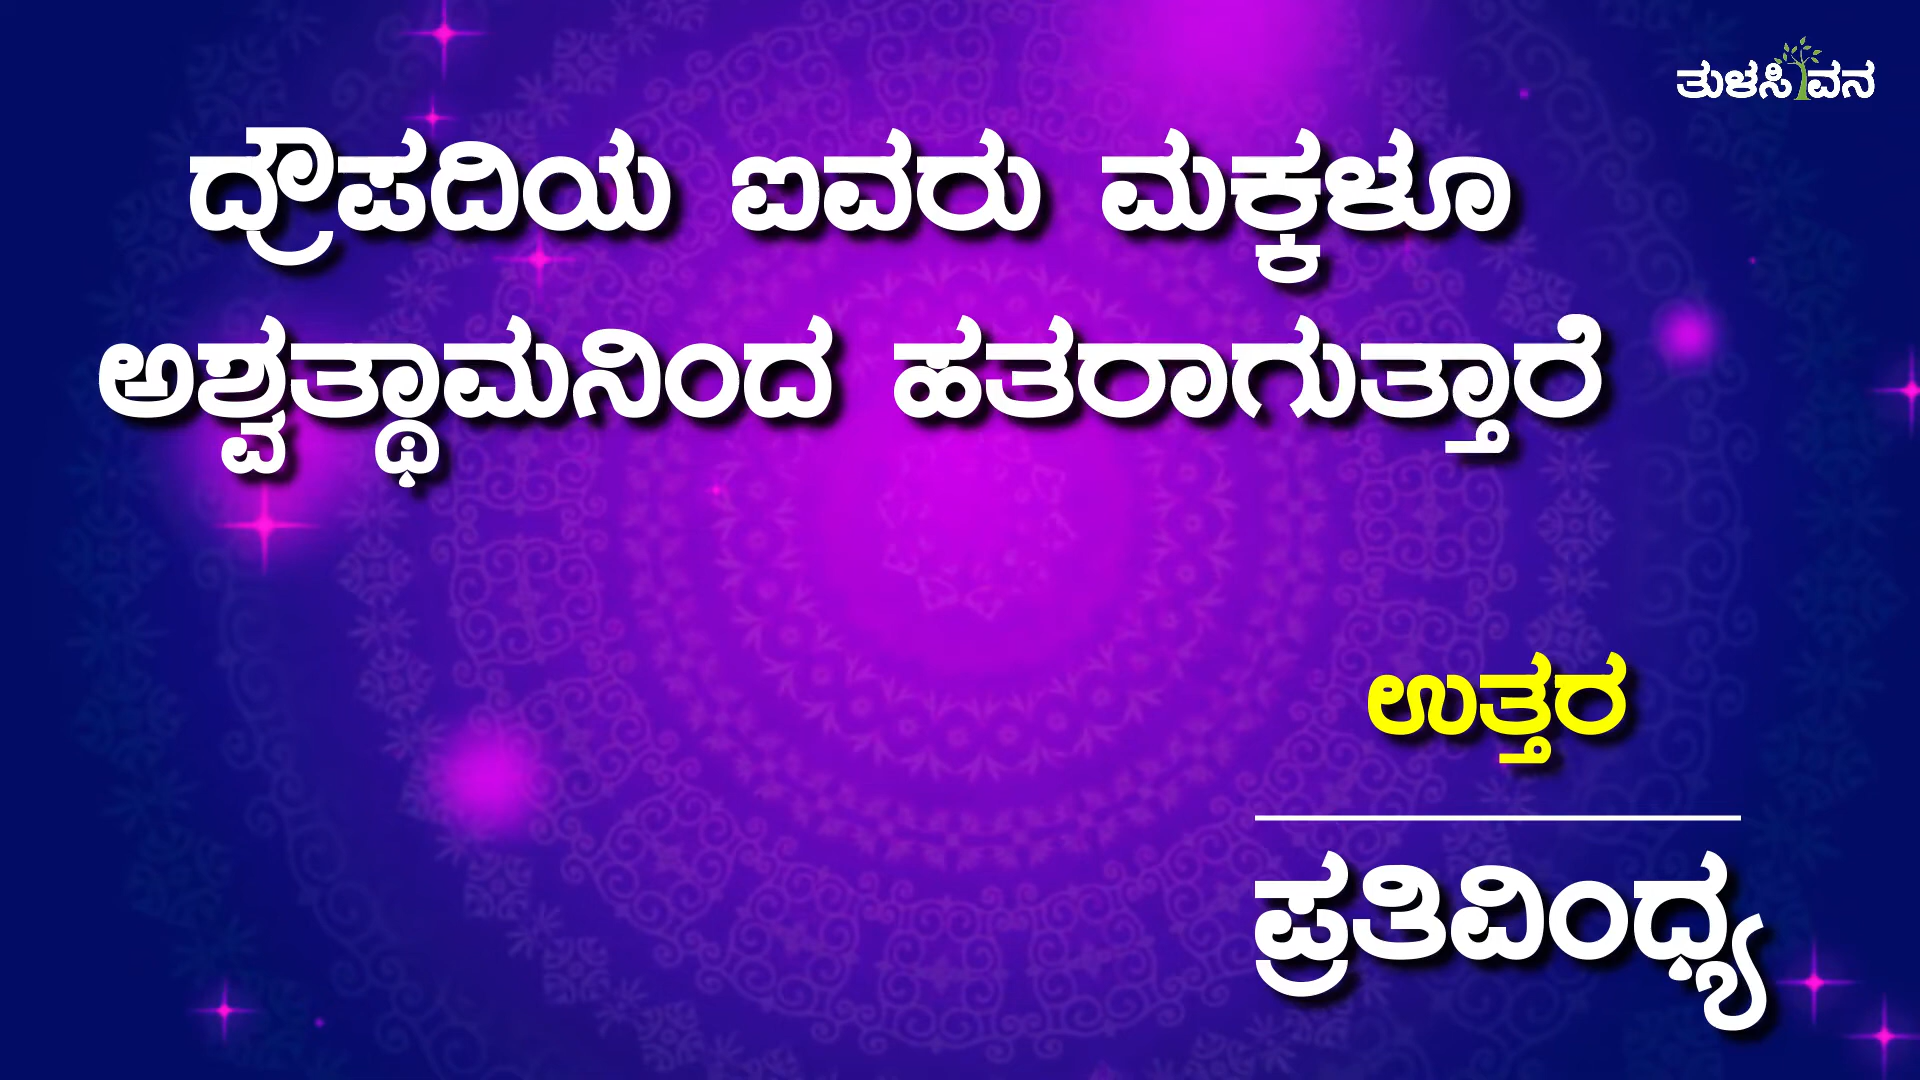 ತುಳಸಿವನ
ದ್ರೌಪದಿಯ ಐವರು ಮಕ್ಕಳೂ
ಅಶ್ವತ್ಥಾಮನಿಂದ ಹತರಾಗುತ್ತಾರೆ
ಉತ್ತರ
ಪ್ರತಿವಿಂಧ್ಯ